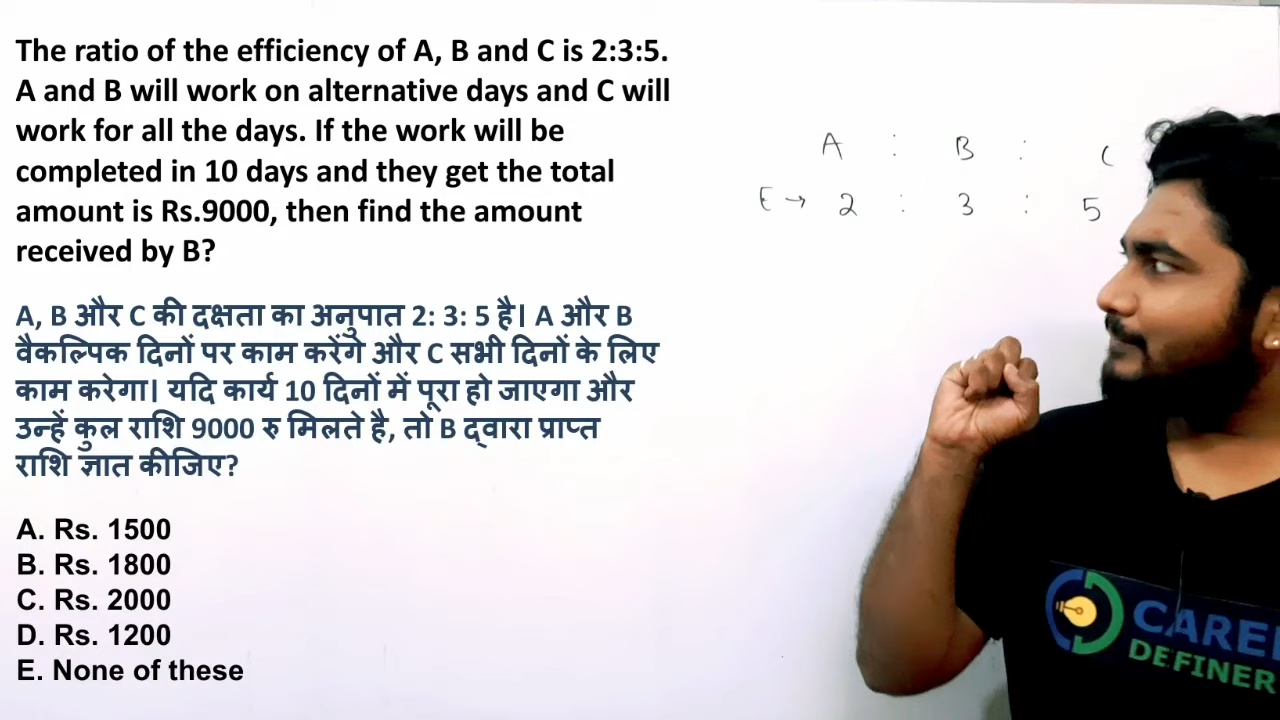 The ratio of the efficiency of A, B and C is 2:3:5.
A and B will work on alternative days and C will
work for all the days. If the work will be
completed in 10 days and they get the total
amount is Rs.9000, then find the amount
received by B?
A, B और C की दक्षता का अनुपात 2: 3: 5 है। A और B
वैकल्पिक दिनों पर काम करेंगे और C सभी दिनों के लिए
काम करेगा। यदि कार्य 10 दिनों में पूरा हो जाएगा और
उन्हें कुल राशि 9000 रु मिलते है, तो B द्वारा प्राप्त
राशि ज्ञात कीजिए?
A. Rs. 1500
B. Rs. 1800
C. Rs. 2000
D. Rs. 1200
E. None of these
A : B : C
E → 2 : 3 : 5
CAREE
DEFINER